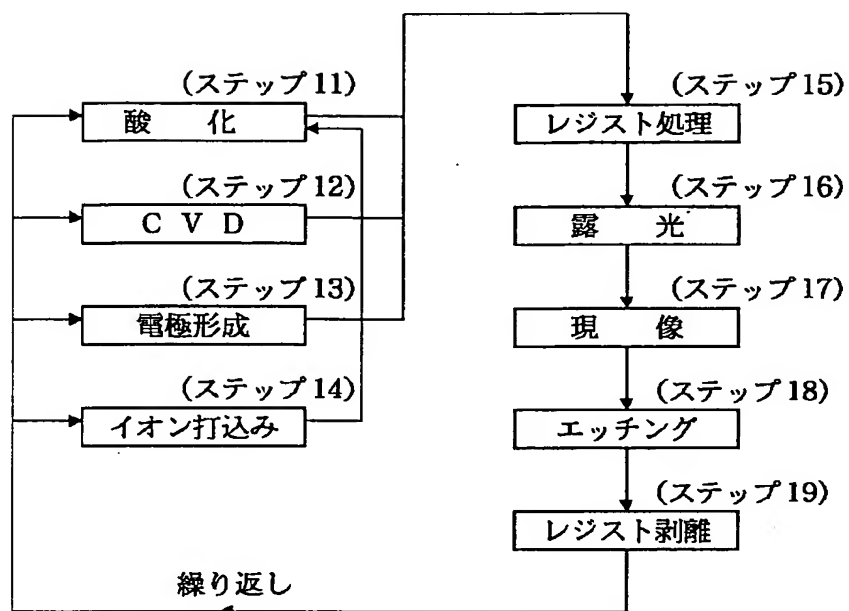 (ステップ11)
酸 化
(ステップ12)
C V D
(ステップ13)
電極形成
(ステップ14)
イオン打込み
(ステップ15)
レジスト処理
(ステップ16)
露 光
(ステップ17)
現 像
(ステップ18)
エッチング
(ステップ19)
レジスト剥離
繰り返し